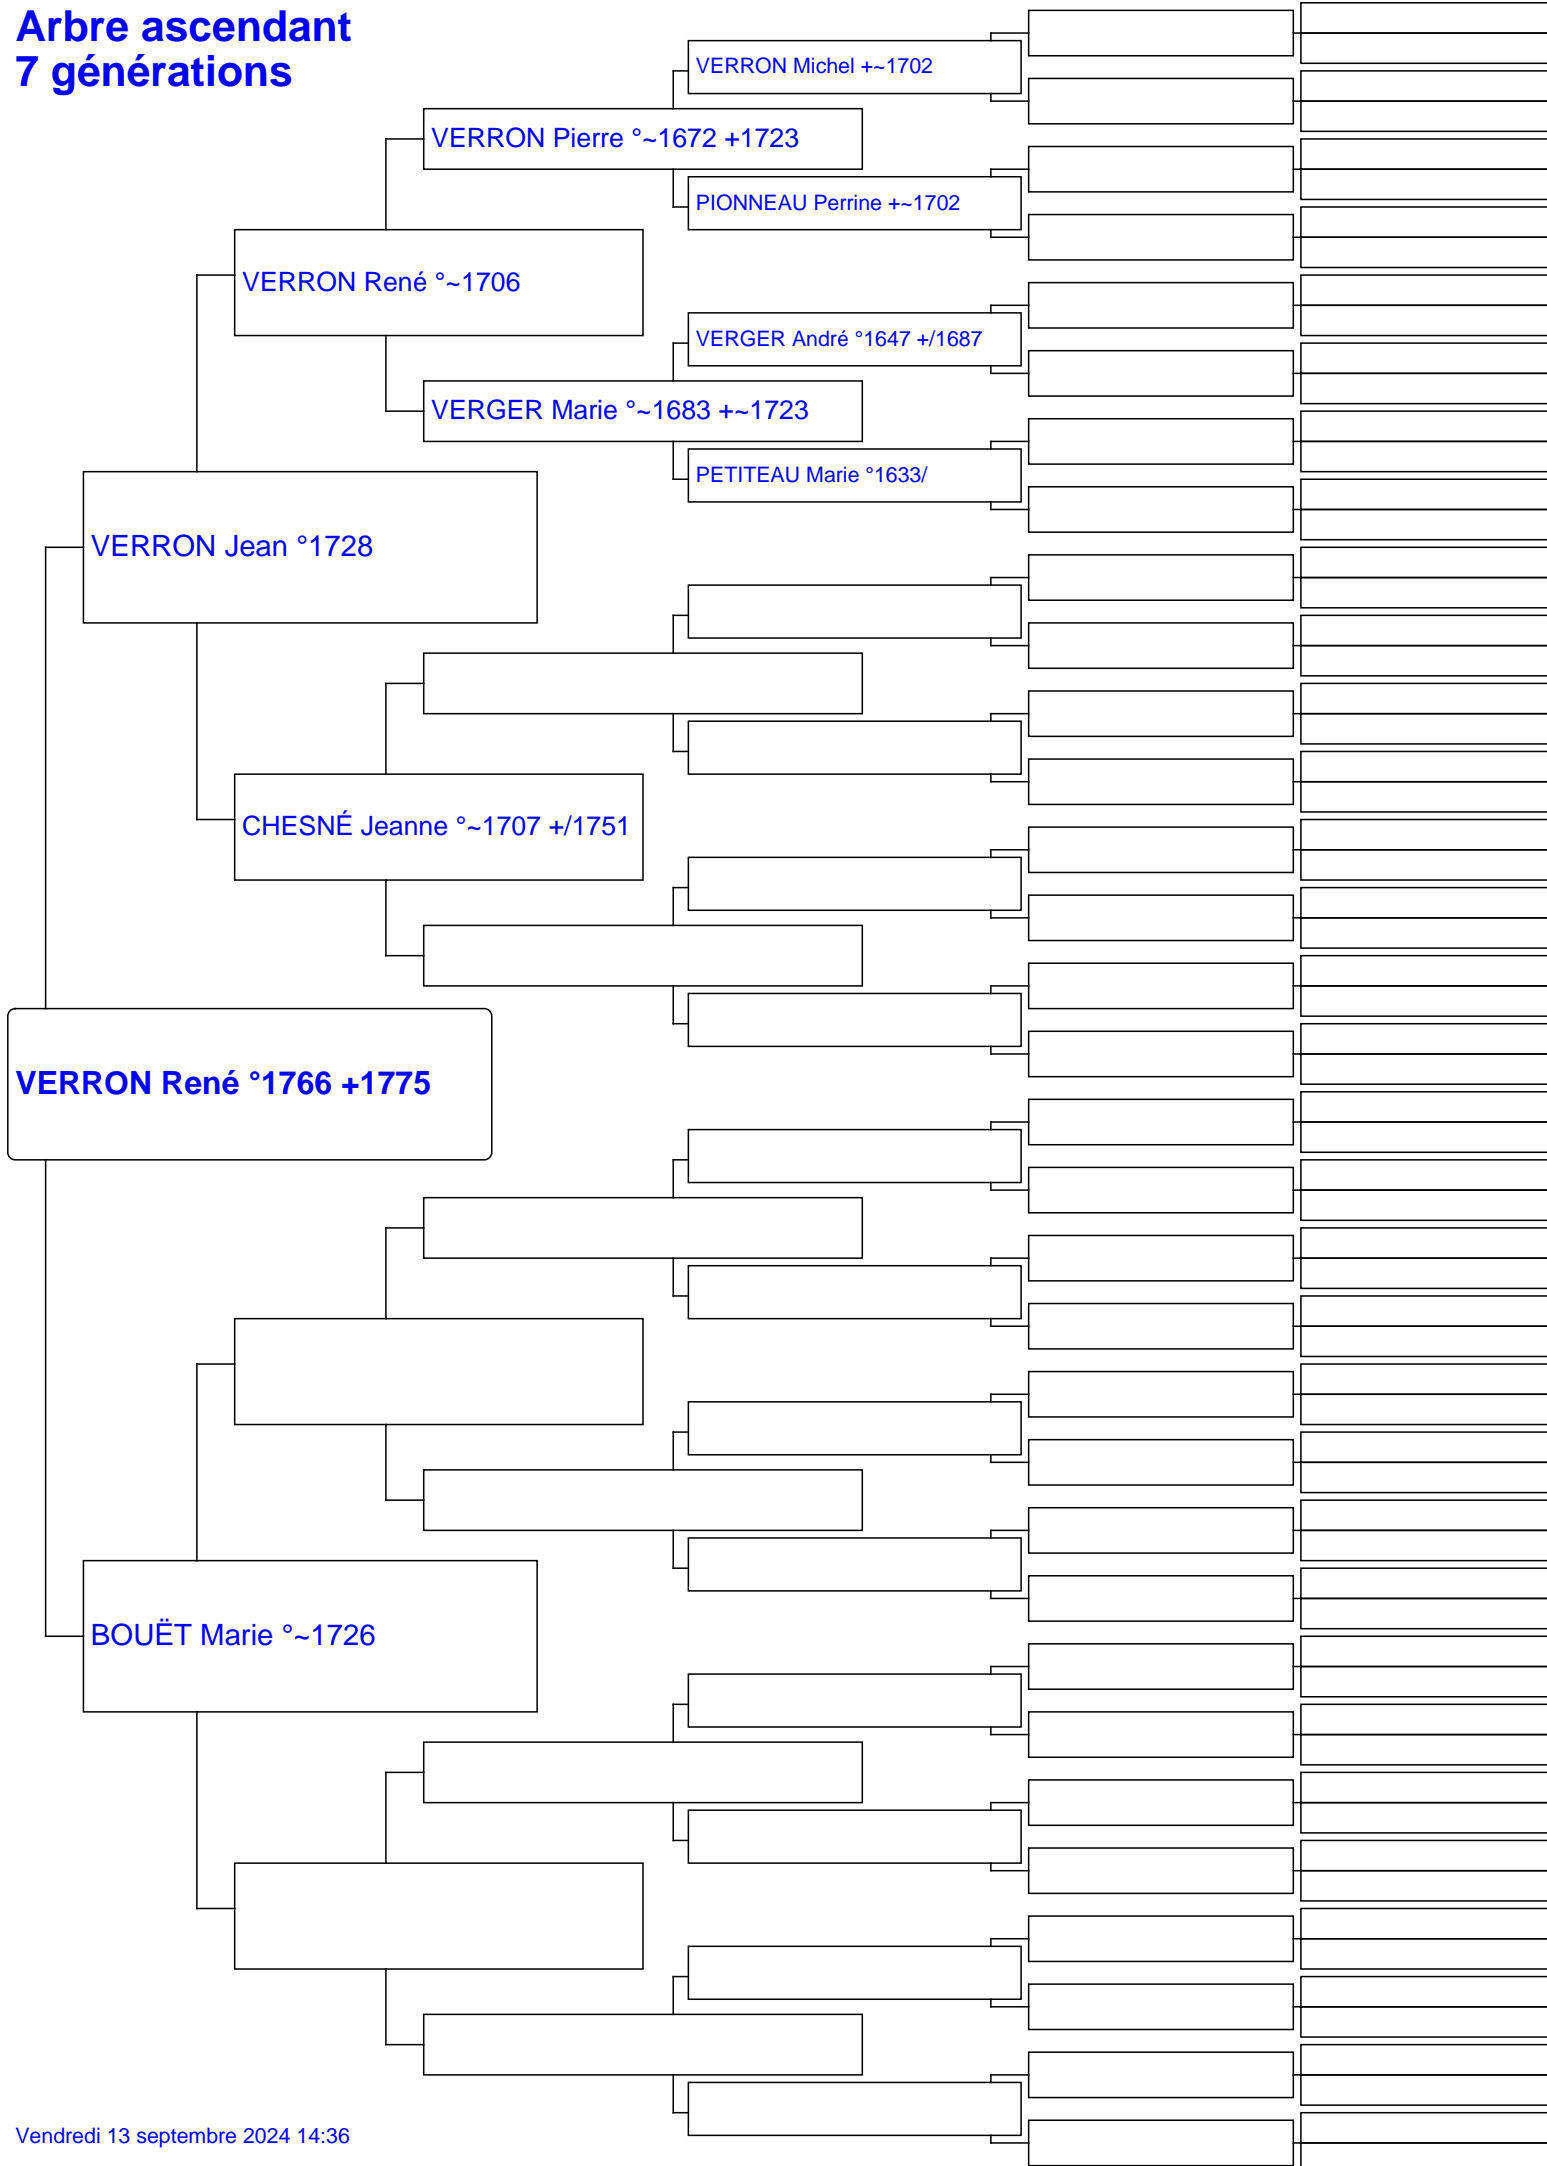 Arbre ascendant
7 générations
VERRON Michel +~1702
VERRON Pierre °~1672 +1723
PIONNEAU Perrine +~1702
VERRON René °~1706
VERGER André °1647 +/1687
VERGER Marie °~1683 +~1723
PETITEAU Marie °1633/
VERRON Jean °1728
CHESNÉ Jeanne °~1707 +/1751
VERRON René °1766 +1775
BOUËT Marie °~1726
Vendredi 13 septembre 2024 14:36